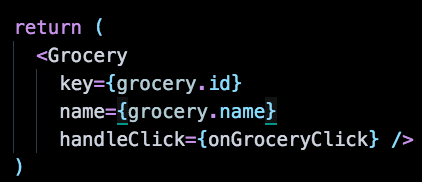 return (
<Grocery
key={grocery.id}
name={grocery.name}
handleClick={onGroceryClick} />
)